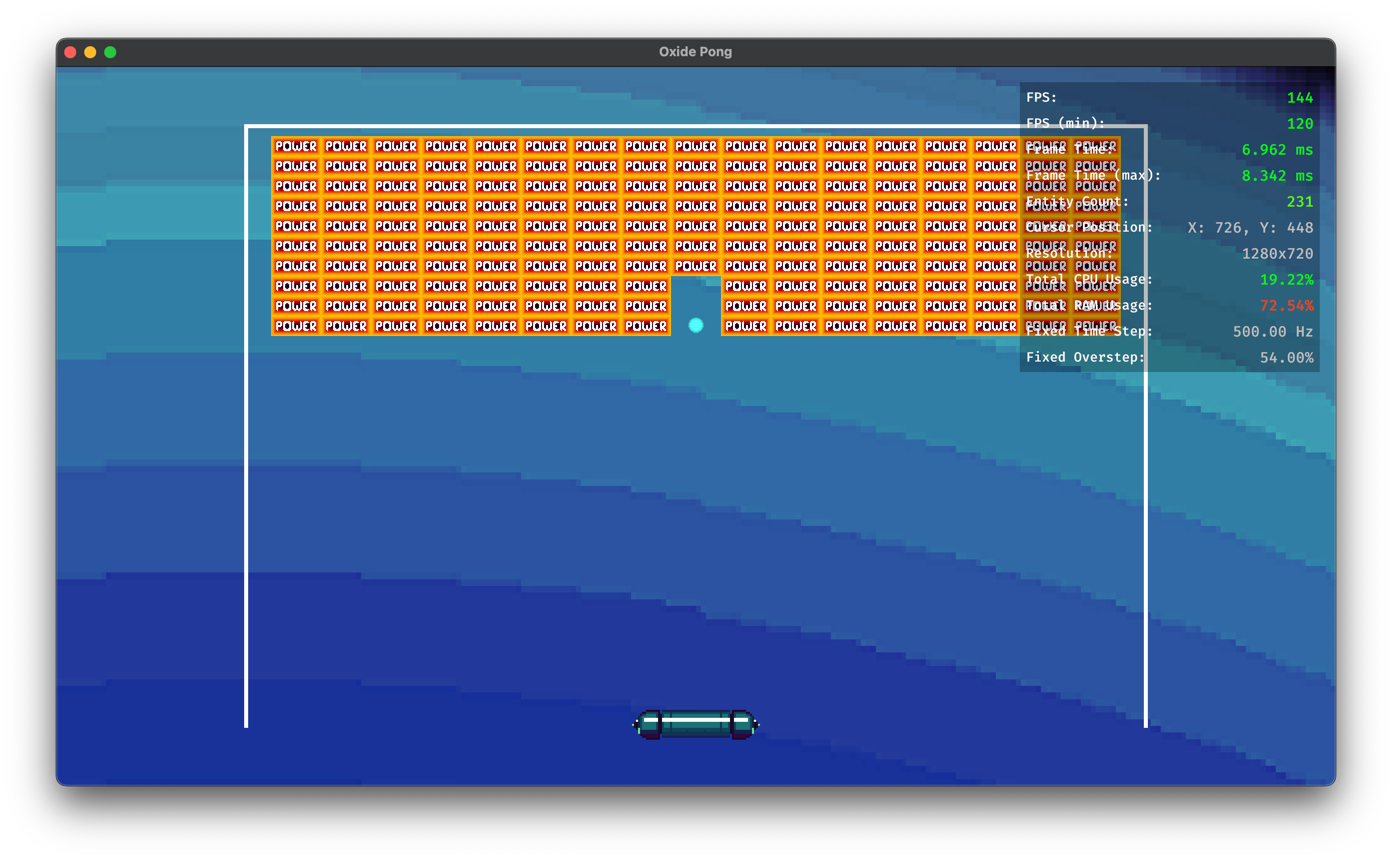 Oxide Pong
POWER POWER POWER POWER POWER POWER POWER POWER POWER POWER POWER POWER POWER POWER POWER POWER POWER
POWER POWER POWER POWER POWER POWER POWER POWER POWER POWER POWER POWER POWER POWER POWER POWER POWER
POWER POWER POWER POWER POWER POWER POWER POWER POWER POWER POWER POWER POWER POWER POWER POWER POWER
POWER POWER POWER POWER POWER POWER POWER POWER POWER POWER POWER POWER POWER POWER POWER POWER POWER
POWER POWER POWER POWER POWER POWER POWER POWER POWER POWER POWER POWER POWER POWER POWER POWER POWER
POWER POWER POWER POWER POWER POWER POWER POWER POWER POWER POWER POWER POWER POWER POWER POWER POWER
POWER POWER POWER POWER POWER POWER POWER POWER POWER POWER POWER POWER POWER POWER POWER POWER POWER
POWER POWER POWER POWER POWER POWER POWER POWER POWER POWER POWER POWER POWER POWER POWER POWER
POWER POWER POWER POWER POWER POWER POWER POWER POWER POWER POWER POWER POWER POWER POWER POWER
POWER POWER POWER POWER POWER POWER POWER POWER POWER POWER POWER POWER POWER POWER POWER POWER
FPS: 144
FPS (min): 120
Frame Time: 6.962 ms
Frame Time (max): 8.342 ms
Entity Count: 231
Cursor Position: X: 726, Y: 448
Resolution: 1280x720
Total CPU Usage: 19.22%
Total RAM Usage: 72.54%
Fixed Time Step: 500.00 Hz
Fixed Overstep: 54.00%